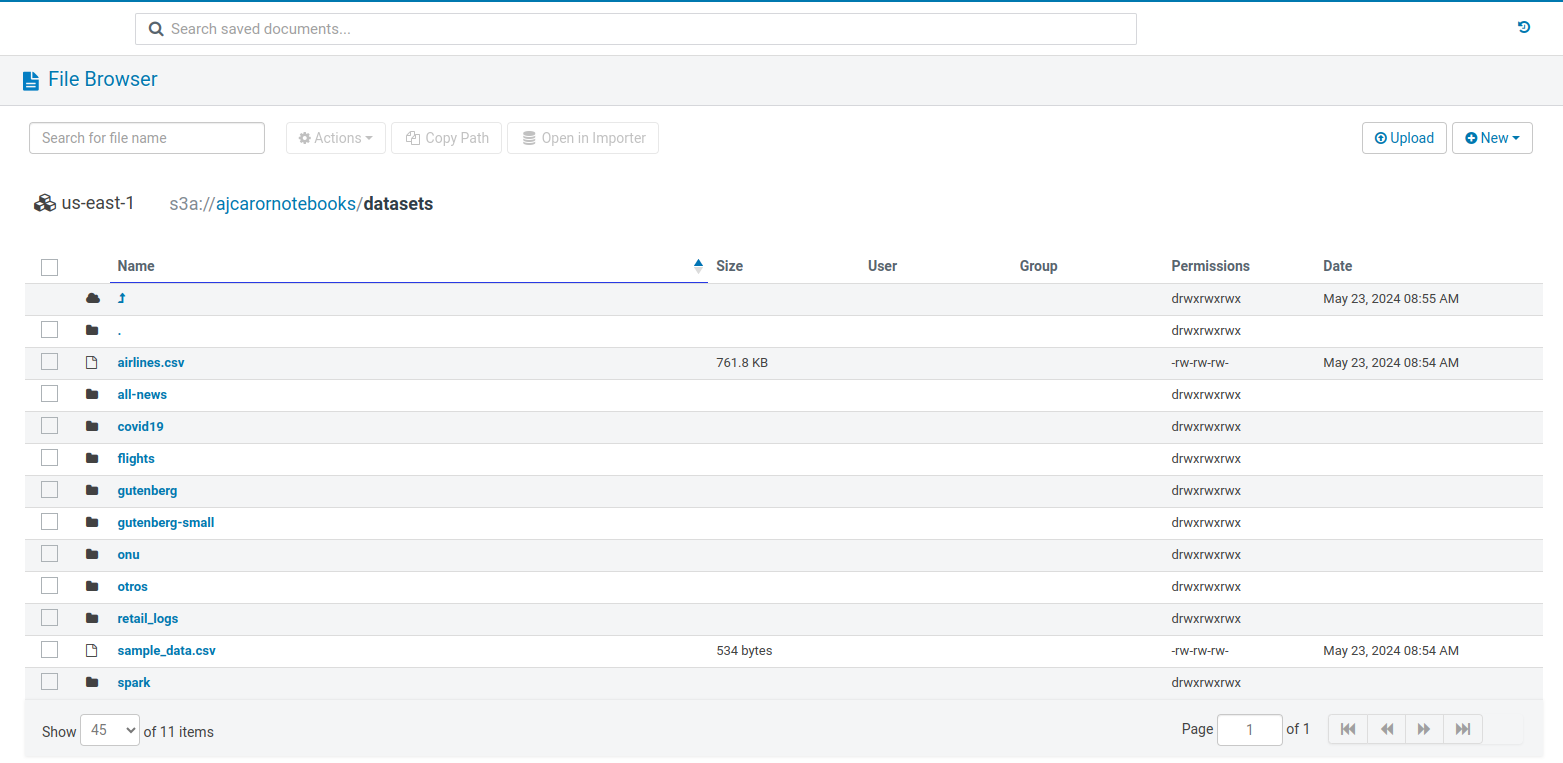 Search saved documents...
File Browser
Search for file name Actions Copy Path Open in Importer Upload New
us-east-1 s3a://ajcarornotebooks/datasets
Name Size User Group Permissions Date
drwxrwxrwx May 23, 2024 08:55 AM
. drwxrwxrwx
airlines.csv 761.8 KB -rw-rw-rw- May 23, 2024 08:54 AM
all-news drwxrwxrwx
covid19 drwxrwxrwx
flights drwxrwxrwx
gutenberg drwxrwxrwx
gutenberg-small drwxrwxrwx
onu drwxrwxrwx
otros drwxrwxrwx
retail_logs drwxrwxrwx
sample_data.csv 534 bytes -rw-rw-rw- May 23, 2024 08:54 AM
spark drwxrwxrwx
Show 45 of 11 items Page 1 of 1